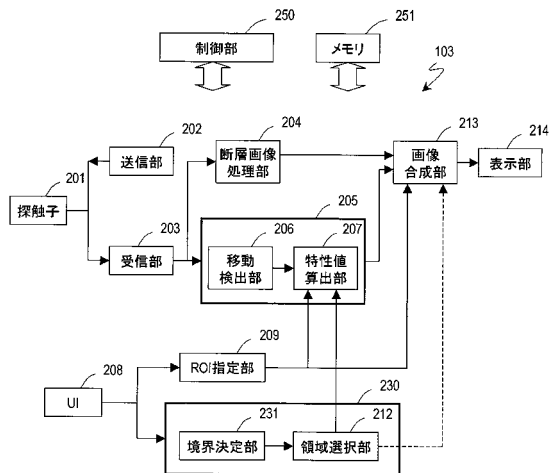 250
251
制御部
メモリ
103
202
204
213
214
送信部
断層画像
処理部
画像
合成部
表示部
201
探触子
203
205
206
207
受信部
移動
検出部
特性値
算出部
209
208
ROI指定部
UI
230
231
212
境界決定部
領域選択部